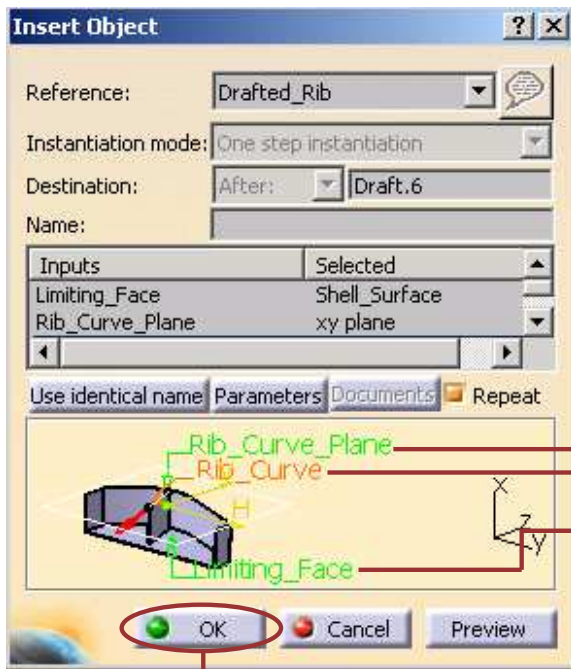 Insert Object
Reference: Drafted_Rib
Instantiation mode: One step instantiation
Destination: After: Draft.6
Name:
Inputs Selected
Limiting_Face Shell_Surface
Rib_Curve_Plane xy plane
Use identical name Parameters Documents Repeat
Rib_Curve_Plane
Rib_Curve
H
X
Z
Y
Limiting_Face
OK Cancel Preview